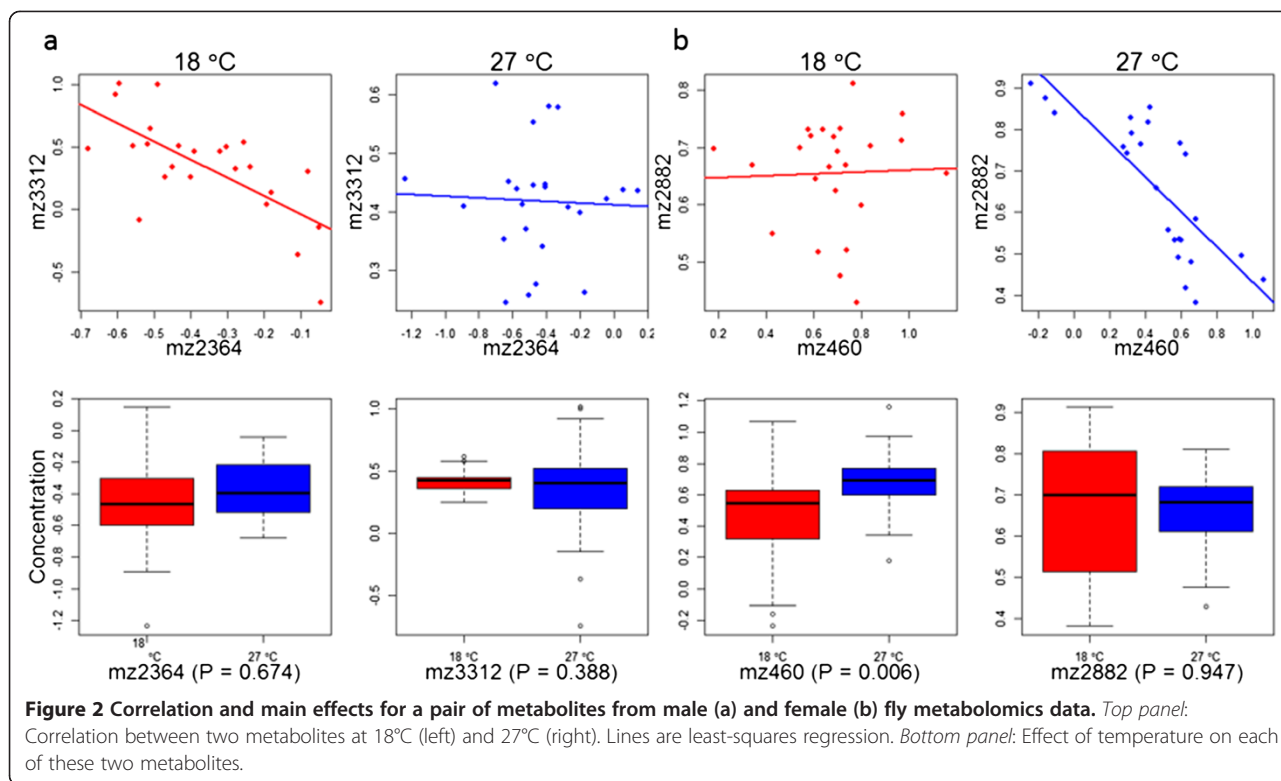 a
b
18 °C
27 °C
18 °C
27 °C
mz3312
1.0
0.5
0.0
-0.5
-0.7 -0.6 -0.5 -0.4 -0.3 -0.2 -0.1
mz2364
mz3312
0.6
0.5
0.4
0.3
-1.2 -1.0 -0.8 -0.6 -0.4 -0.2 0.0 0.2
mz2364
mz2882
0.8
0.7
0.6
0.5
0.2 0.4 0.6 0.8 1.0
mz460
mz2882
0.9
0.8
0.7
0.6
0.5
0.4
-0.2 0.0 0.2 0.4 0.6 0.8 1.0
mz460
Concentration
0.2
0.0
-0.2
-0.4
-0.6
-0.8
-1.0
-1.2
18 °C
27 °C
mz2364 (P = 0.674)
1.0
0.5
0.0
-0.5
18 °C
27 °C
mz3312 (P = 0.388)
1.2
1.0
0.8
0.6
0.4
0.2
0.0
-0.2
18 °C
27 °C
mz460 (P = 0.006)
0.9
0.8
0.7
0.6
0.5
0.4
18 °C
27 °C
mz2882 (P = 0.947)
Figure 2 Correlation and main effects for a pair of metabolites from male (a) and female (b) fly metabolomics data. Top panel:
Correlation between two metabolites at 18°C (left) and 27°C (right). Lines are least-squares regression. Bottom panel: Effect of temperature on each
of these two metabolites.